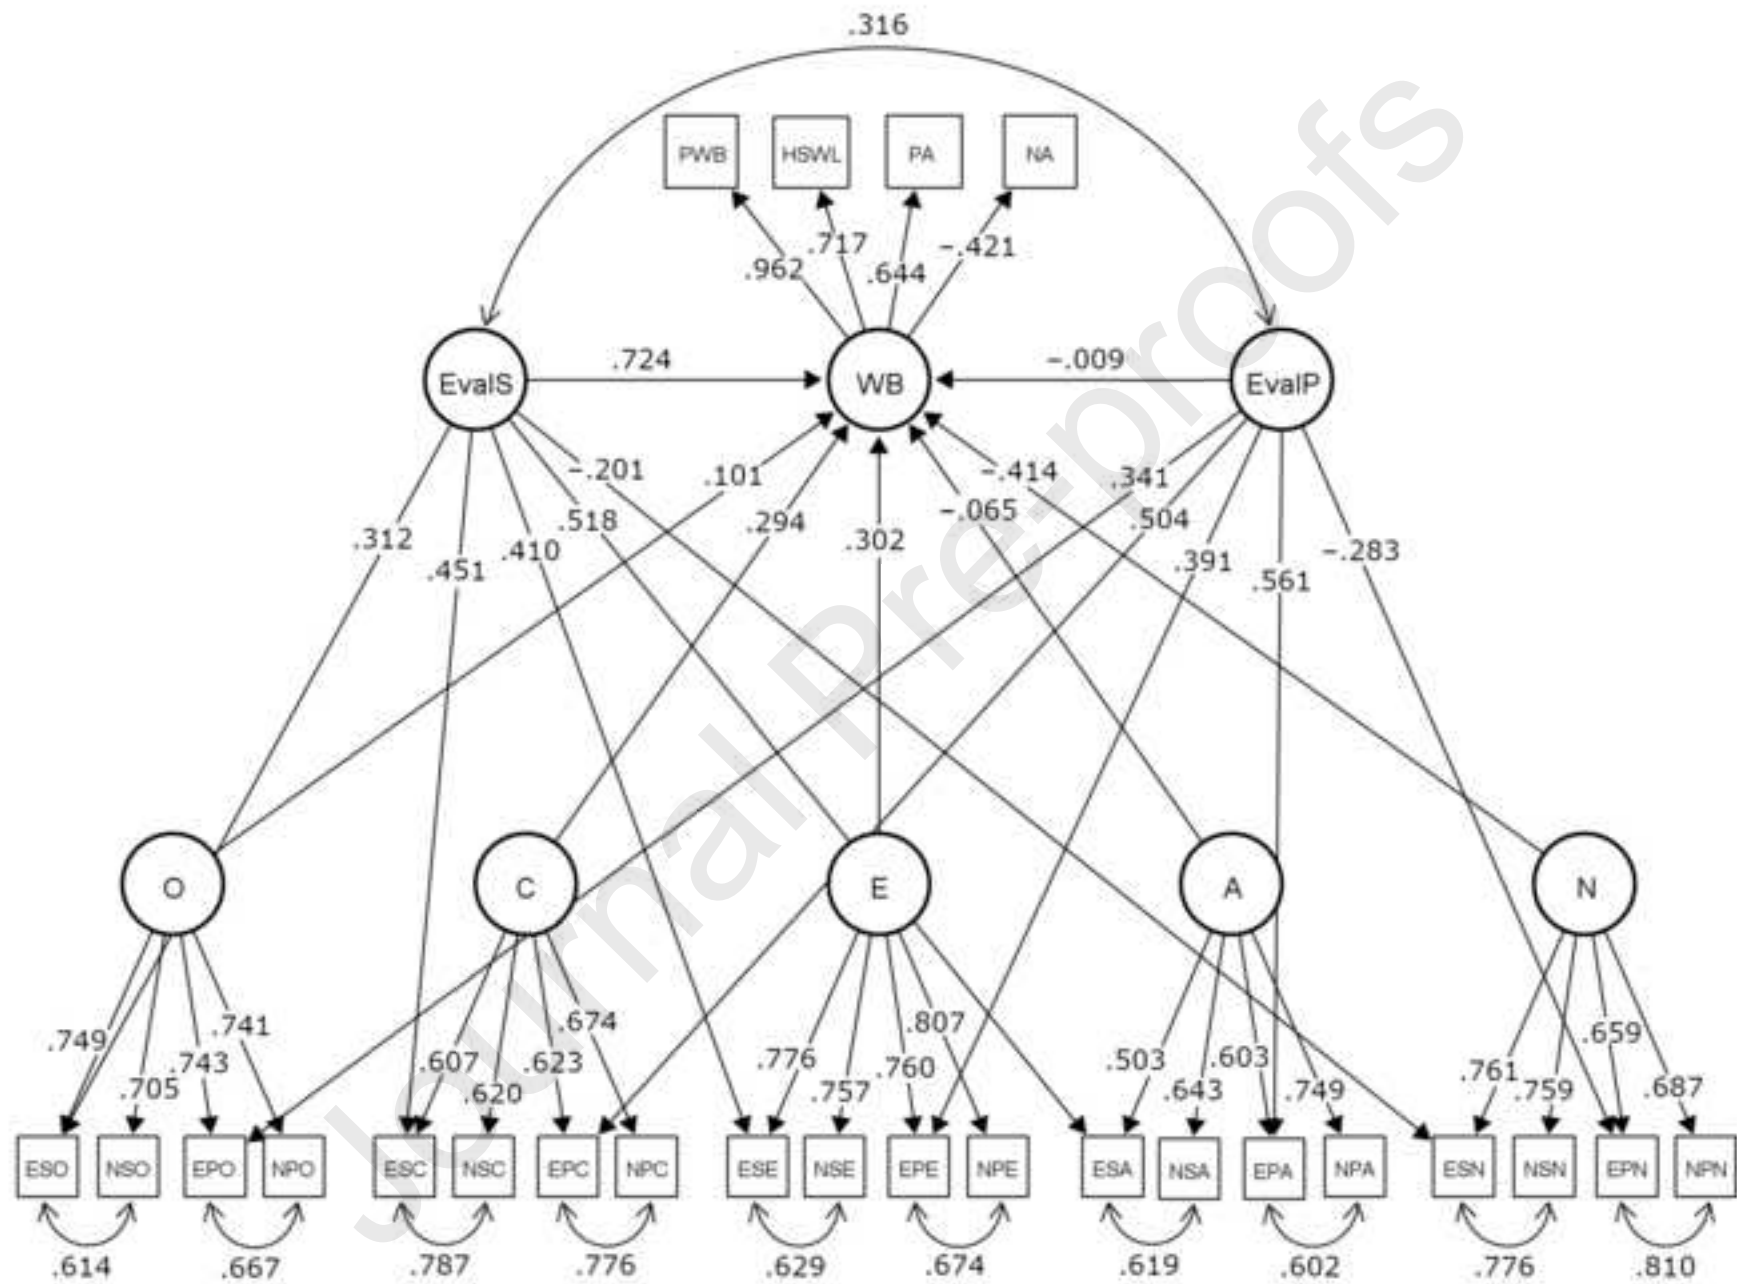 .316
PWB HSWL PA NA
.962 .717 .644 –.421
EvalS .724 WB –.009 EvalP
–.201 .101 –.414 .341
.312 .518 .294 –.065 .504
.451 .410 .302 .391 .561 –.283
O C E A N
.749 .741 .674 .807 .659
.705 .743 .607 .620 .623 .776 .757 .760 .503 .643 .603 .749 .761 .759 .687
ESO NSO EPO NPO ESC NSC EPC NPC ESE NSE EPE NPE ESA NSA EPA NPA ESN NSN EPN NPN
.614 .667 .787 .776 .629 .674 .619 .602 .776 .810
Journal Pre-proofs